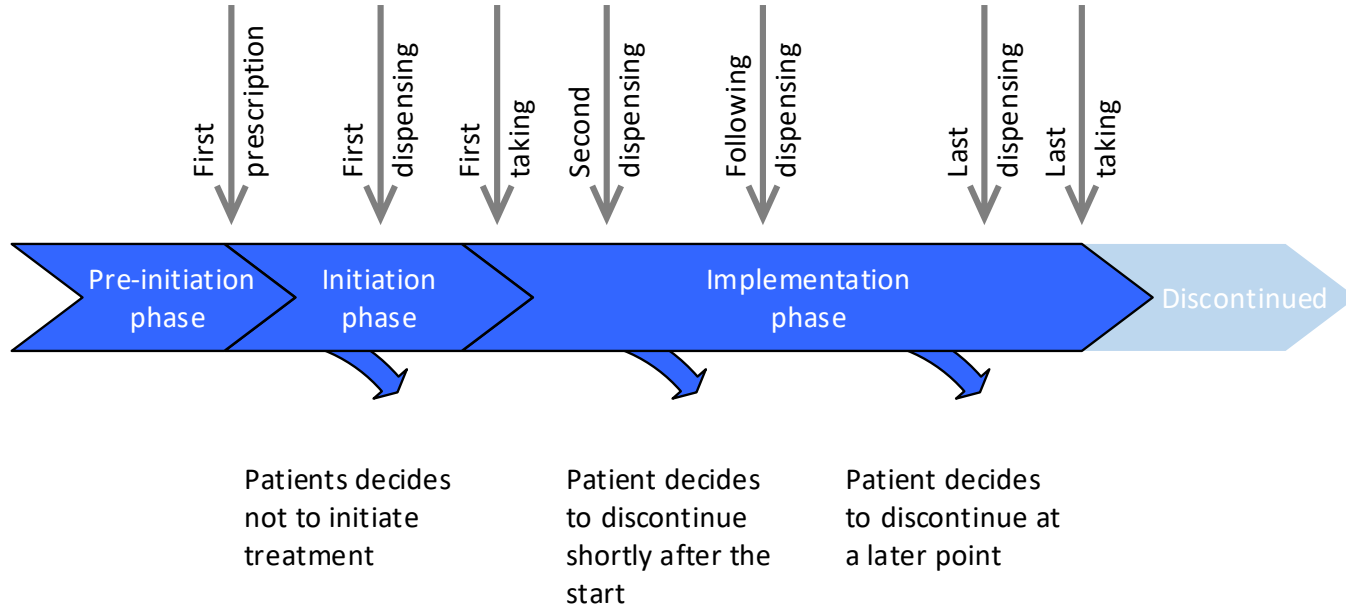 First
prescription
First
dispensing
First
taking
Second
dispensing
Following
dispensing
Last
dispensing
Last
taking
Pre-initiation
phase
Initiation
phase
Implementation
phase
Discontinued
Patients decides
not to initiate
treatment
Patient decides
to discontinue
shortly after the
start
Patient decides
to discontinue at
a later point